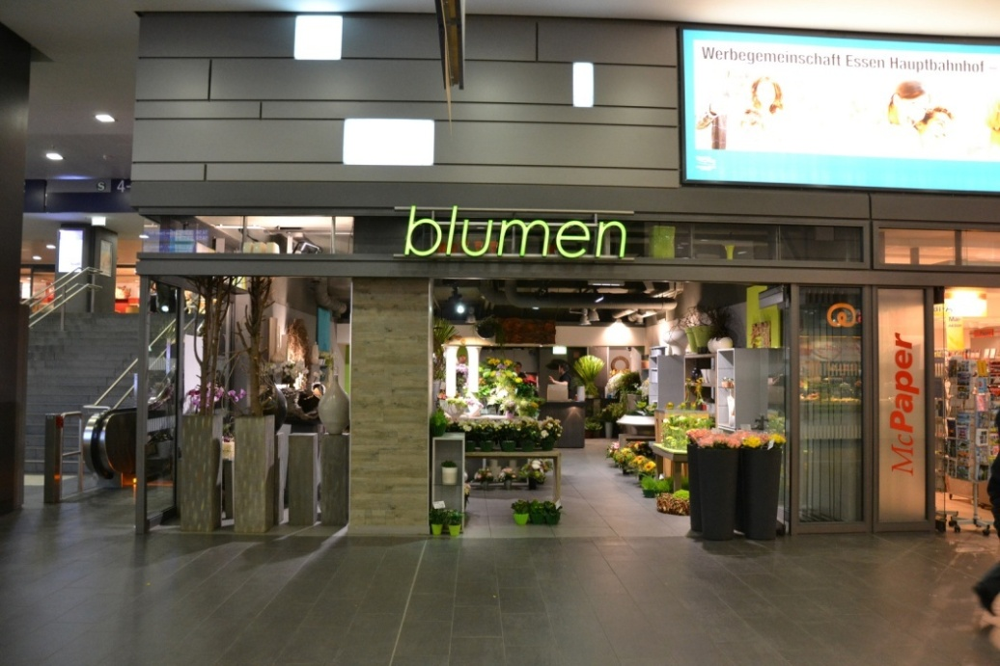 Werbegemeinschaft Essen Hauptbahnhof –
S 4-
blumen
McPaper